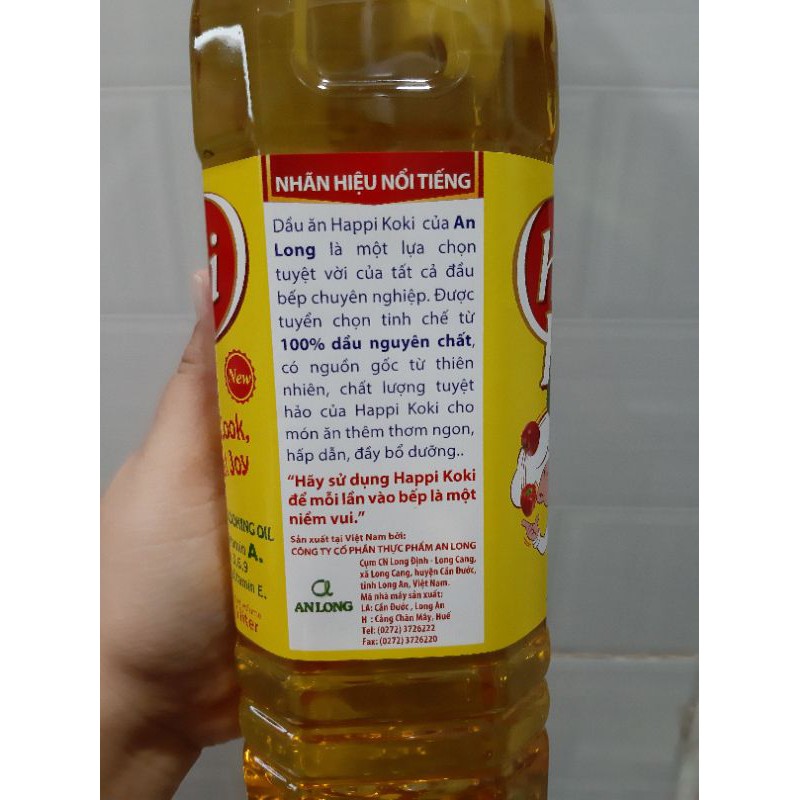 NHÃN HIỆU NỔI TIẾNG
Dầu ăn Happi Koki của An
Long là một lựa chọn
tuyệt vời của tất cả đầu
bếp chuyên nghiệp. Được
tuyển chọn tinh chế từ
100% dầu nguyên chất,
có nguồn gốc từ thiên
nhiên, chất lượng tuyệt
hảo của Happi Koki cho
món ăn thêm thơm ngon,
hấp dẫn, đầy bổ dưỡng..
“Hãy sử dụng Happi Koki
để mỗi lần vào bếp là một
niềm vui.”
Sản xuất tại Việt Nam bởi:
CÔNG TY CỔ PHẦN THỰC PHẨM AN LONG
Cụm CN Long Định - Long Cang,
xã Long Cang, huyện Cần Đước,
tỉnh Long An, Việt Nam.
Mã nhà máy sản xuất:
LA: Cần Đước, Long An
H : Cảng Chân Mây, Huế
Tel: (0272) 3726222
Fax: (0272) 3726220
AN LONG
New
Joy
OIL
A.
3,6,9
E.